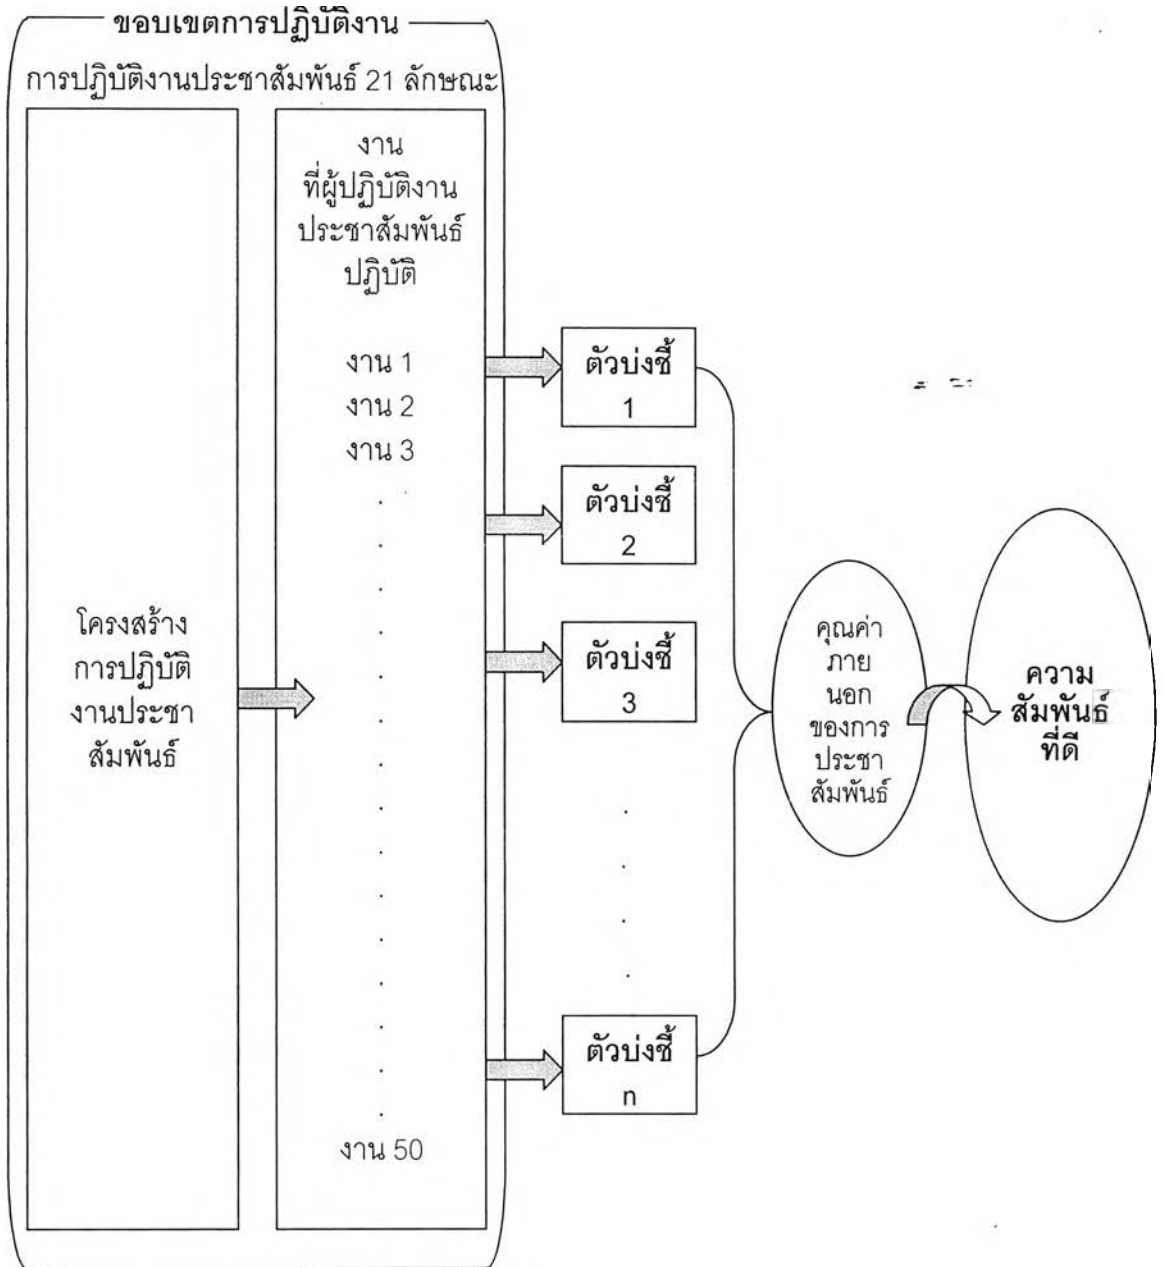 ขอบเขตการปฏิบัติงาน
การปฏิบัติงานประชาสัมพันธ์ 21 ลักษณะ
โครงสร้าง
การปฏิบัติ
งานประชา
สัมพันธ์
งาน
ที่ผู้ปฏิบัติงาน
ประชาสัมพันธ์
ปฏิบัติ
งาน 1
งาน 2
งาน 3
งาน 50
ตัวบ่งชี้
1
ตัวบ่งชี้
2
ตัวบ่งชี้
3
ตัวบ่งชี้
n
คุณค่า
ภาย
นอก
ของการ
ประชา
สัมพันธ์
ความ
สัมพันธ์
ที่ดี